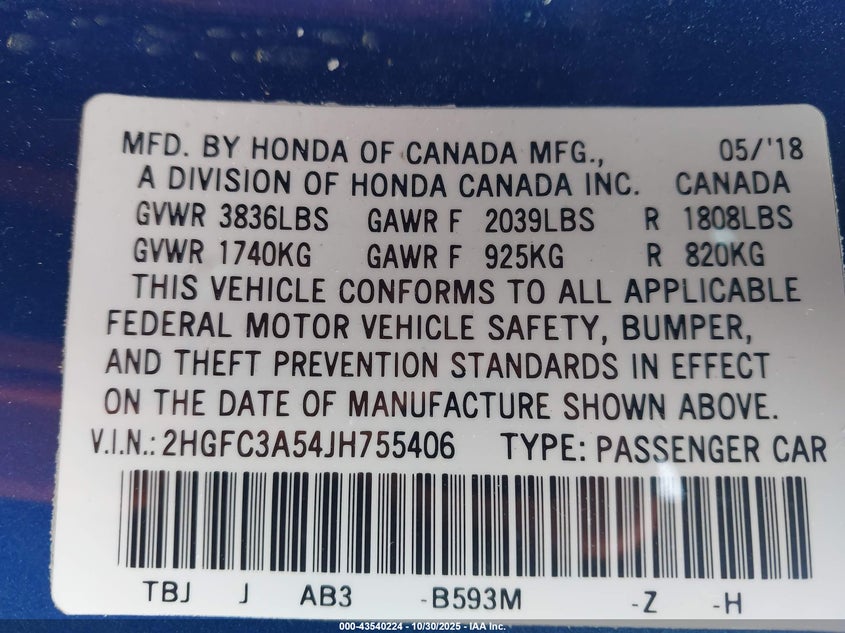 MFD. BY HONDA OF CANADA MFG., 05/'18
A DIVISION OF HONDA CANADA INC. CANADA
GVWR 3836LBS GAWR F 2039LBS R 1808LBS
GVWR 1740KG GAWR F 925KG R 820KG
THIS VEHICLE CONFORMS TO ALL APPLICABLE
FEDERAL MOTOR VEHICLE SAFETY, BUMPER,
AND THEFT PREVENTION STANDARDS IN EFFECT
ON THE DATE OF MANUFACTURE SHOWN ABOVE.
V.I.N.: 2HGFC3A54JH755406 TYPE: PASSENGER CAR
TBJ J AB3 -B593M -Z -H
000-43540224 - 10/30/2025 - IAA Inc.